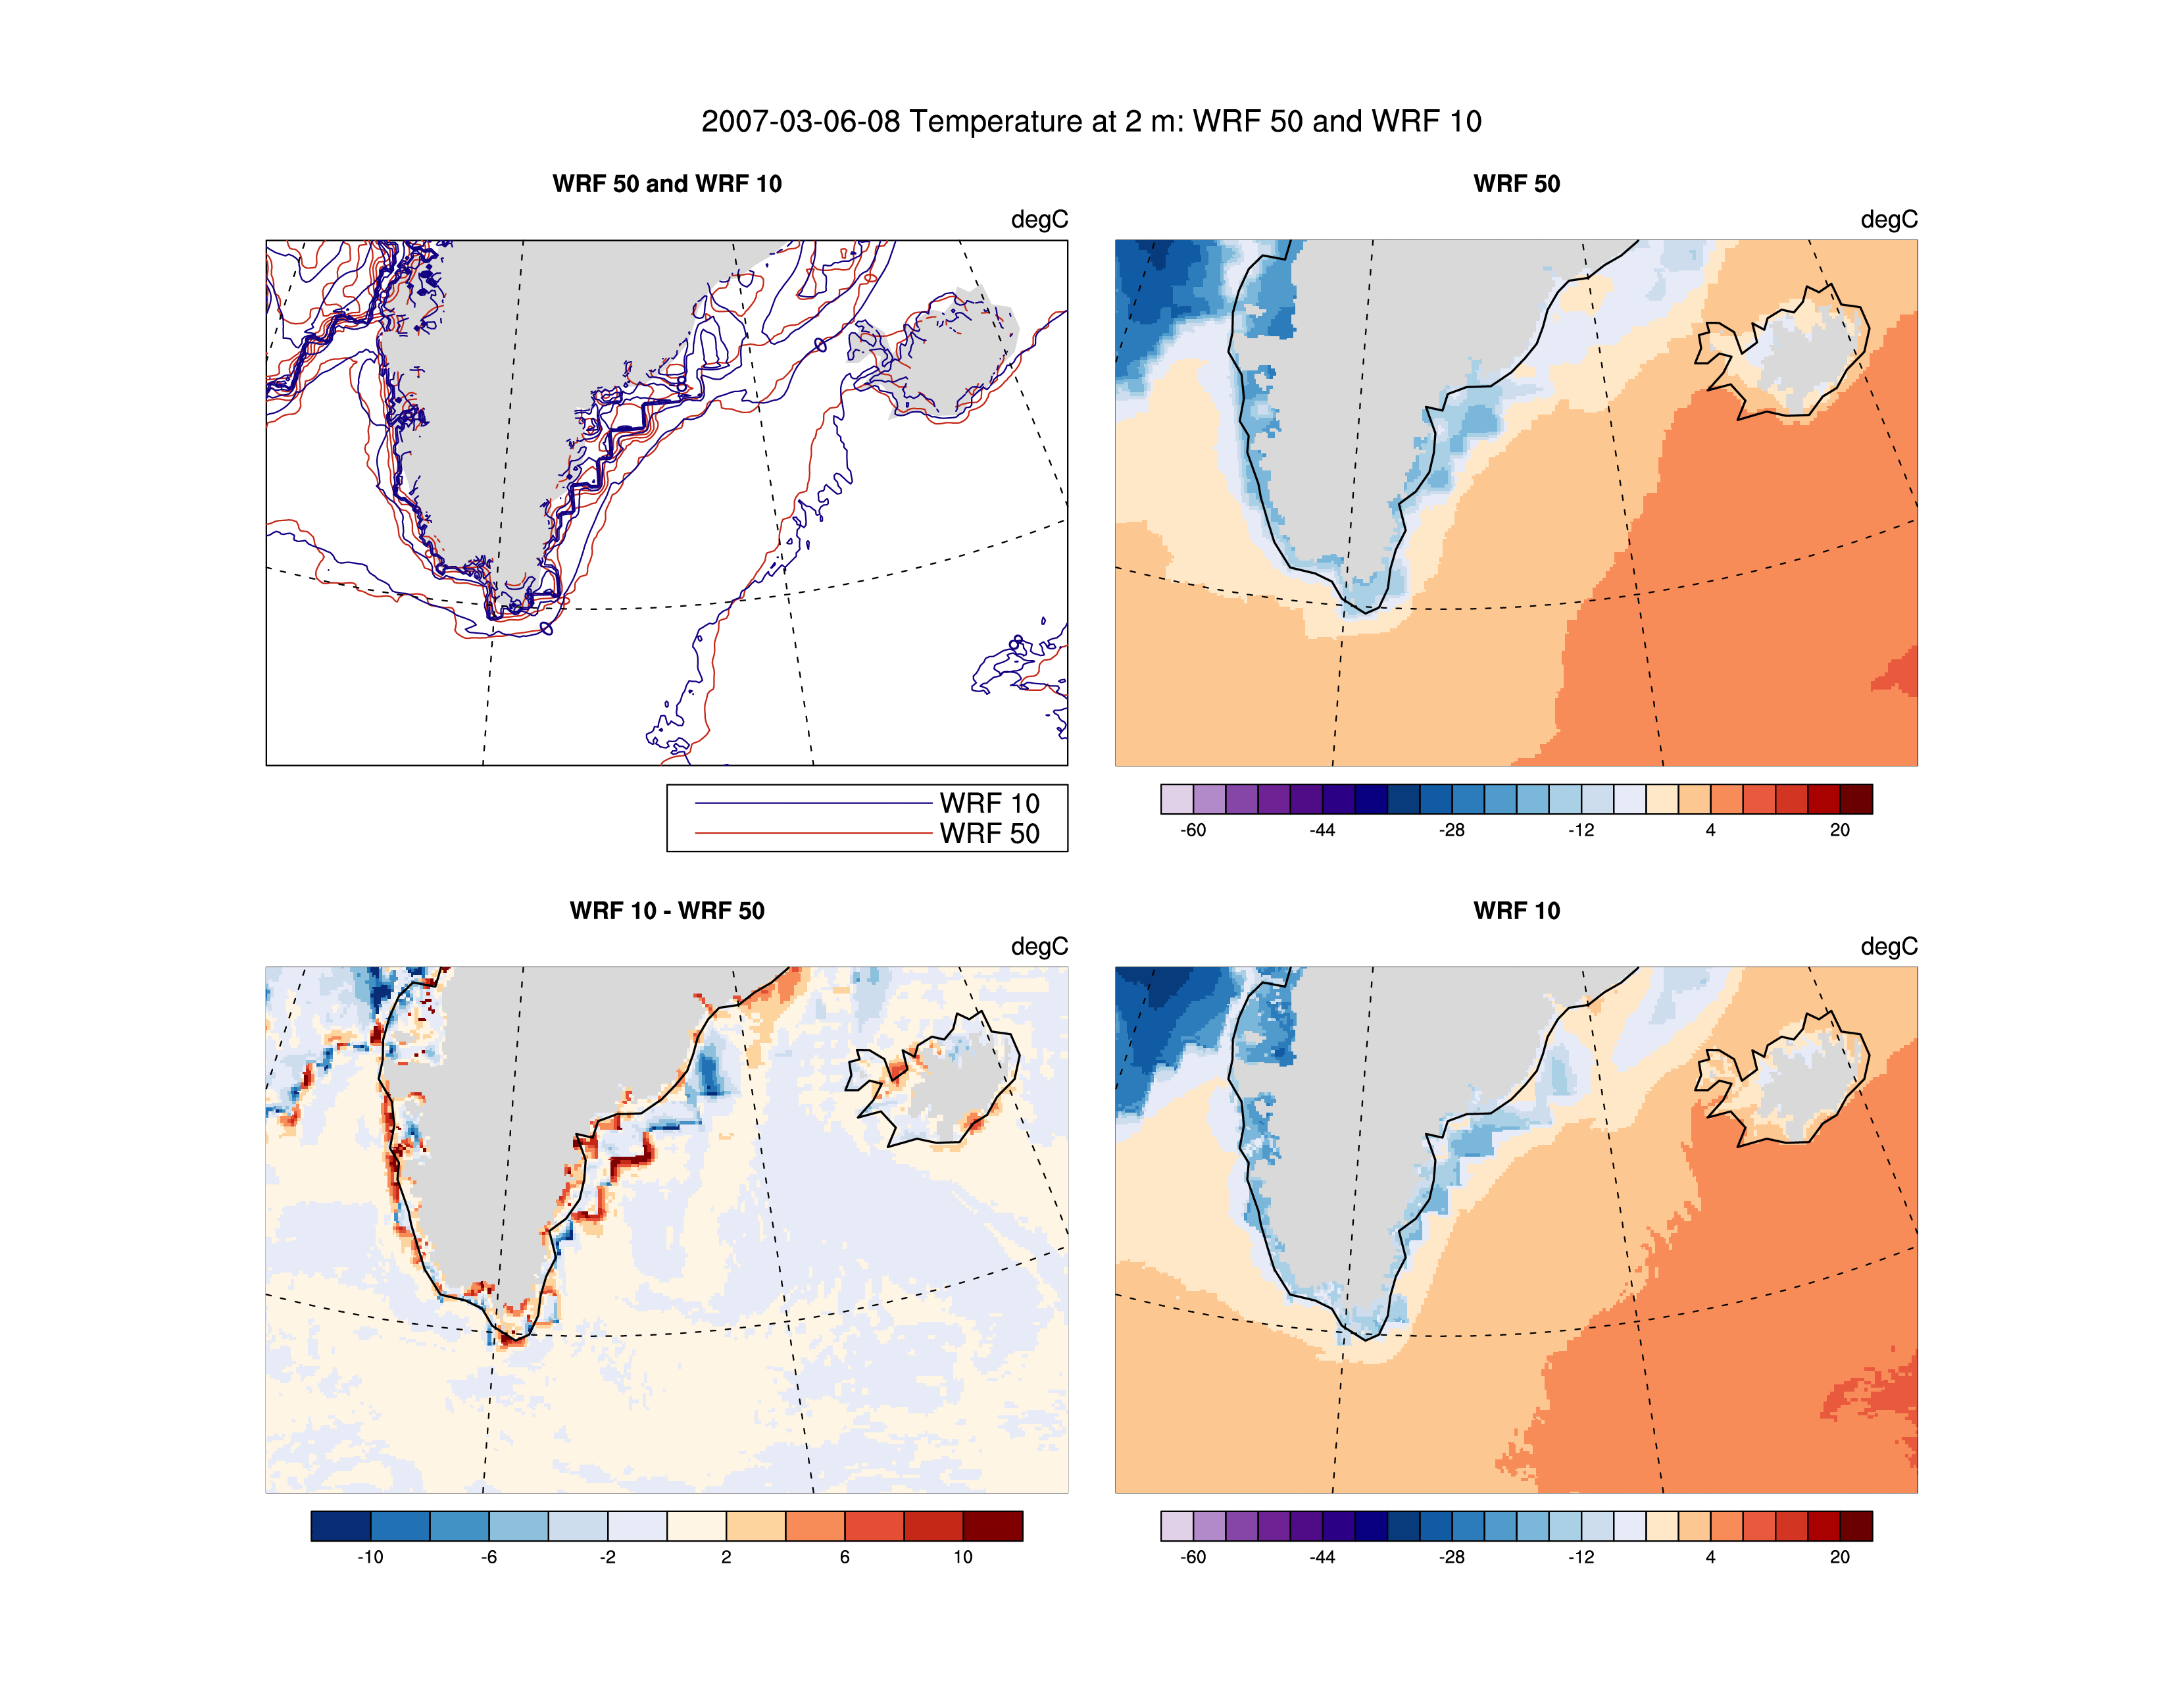 2007-03-06-08 Temperature at 2 m: WRF 50 and WRF 10
WRF 50 and WRF 10
degC
WRF 10
WRF 50
WRF 50
degC
-60 -44 -28 -12 4 20
WRF 10 - WRF 50
degC
-10 -6 -2 2 6 10
WRF 10
degC
-60 -44 -28 -12 4 20